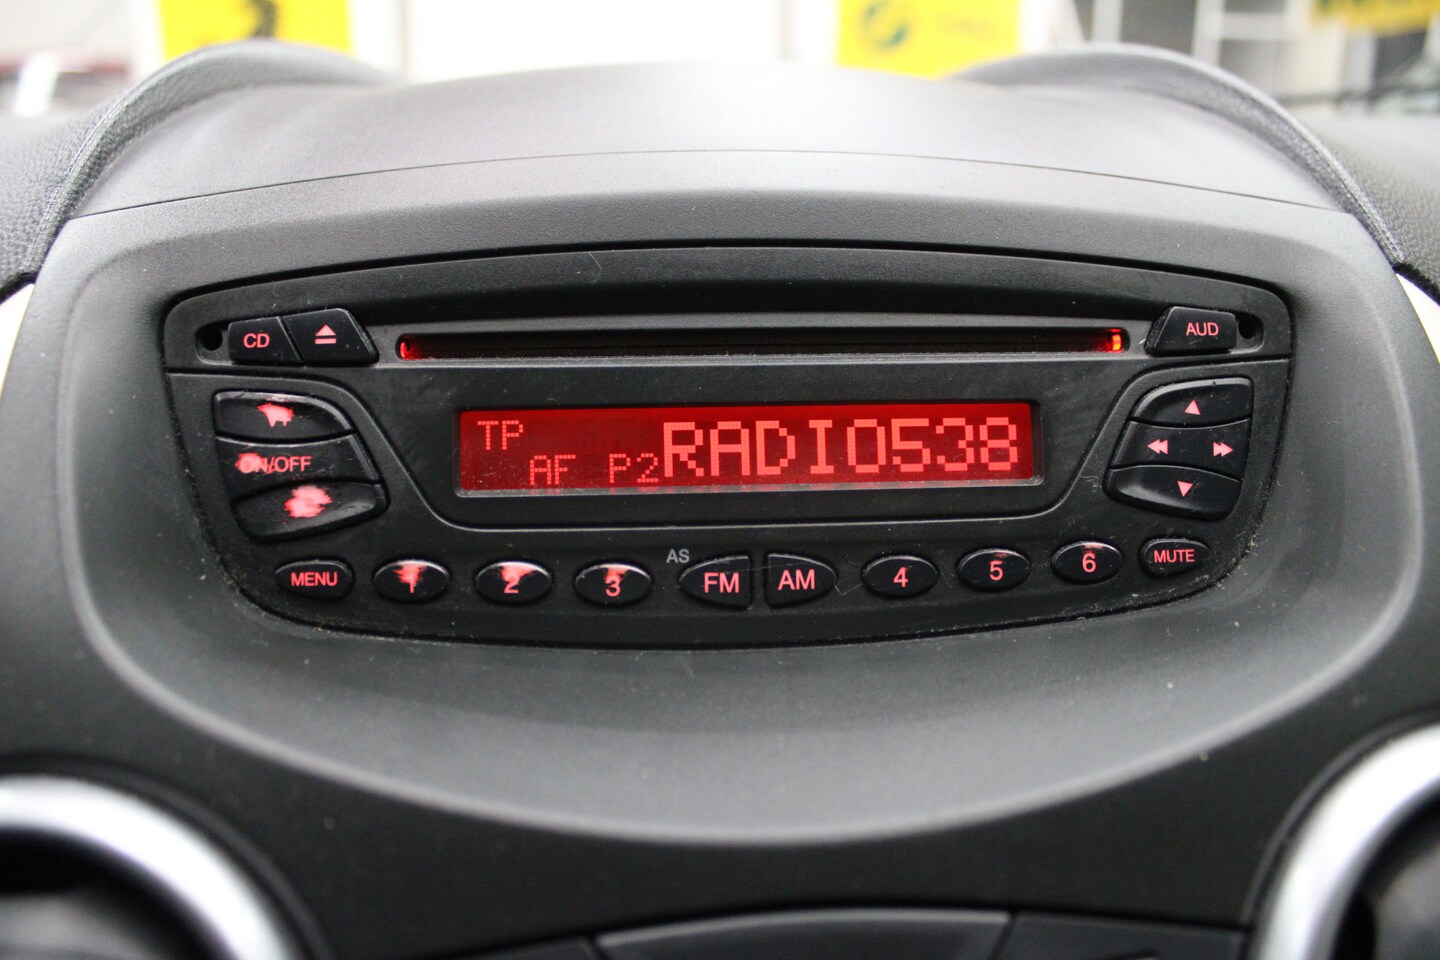 CD
AUD
TP
AF P2 RADIO538
ON/OFF
AS
MENU 1 2 3 FM AM 4 5 6 MUTE